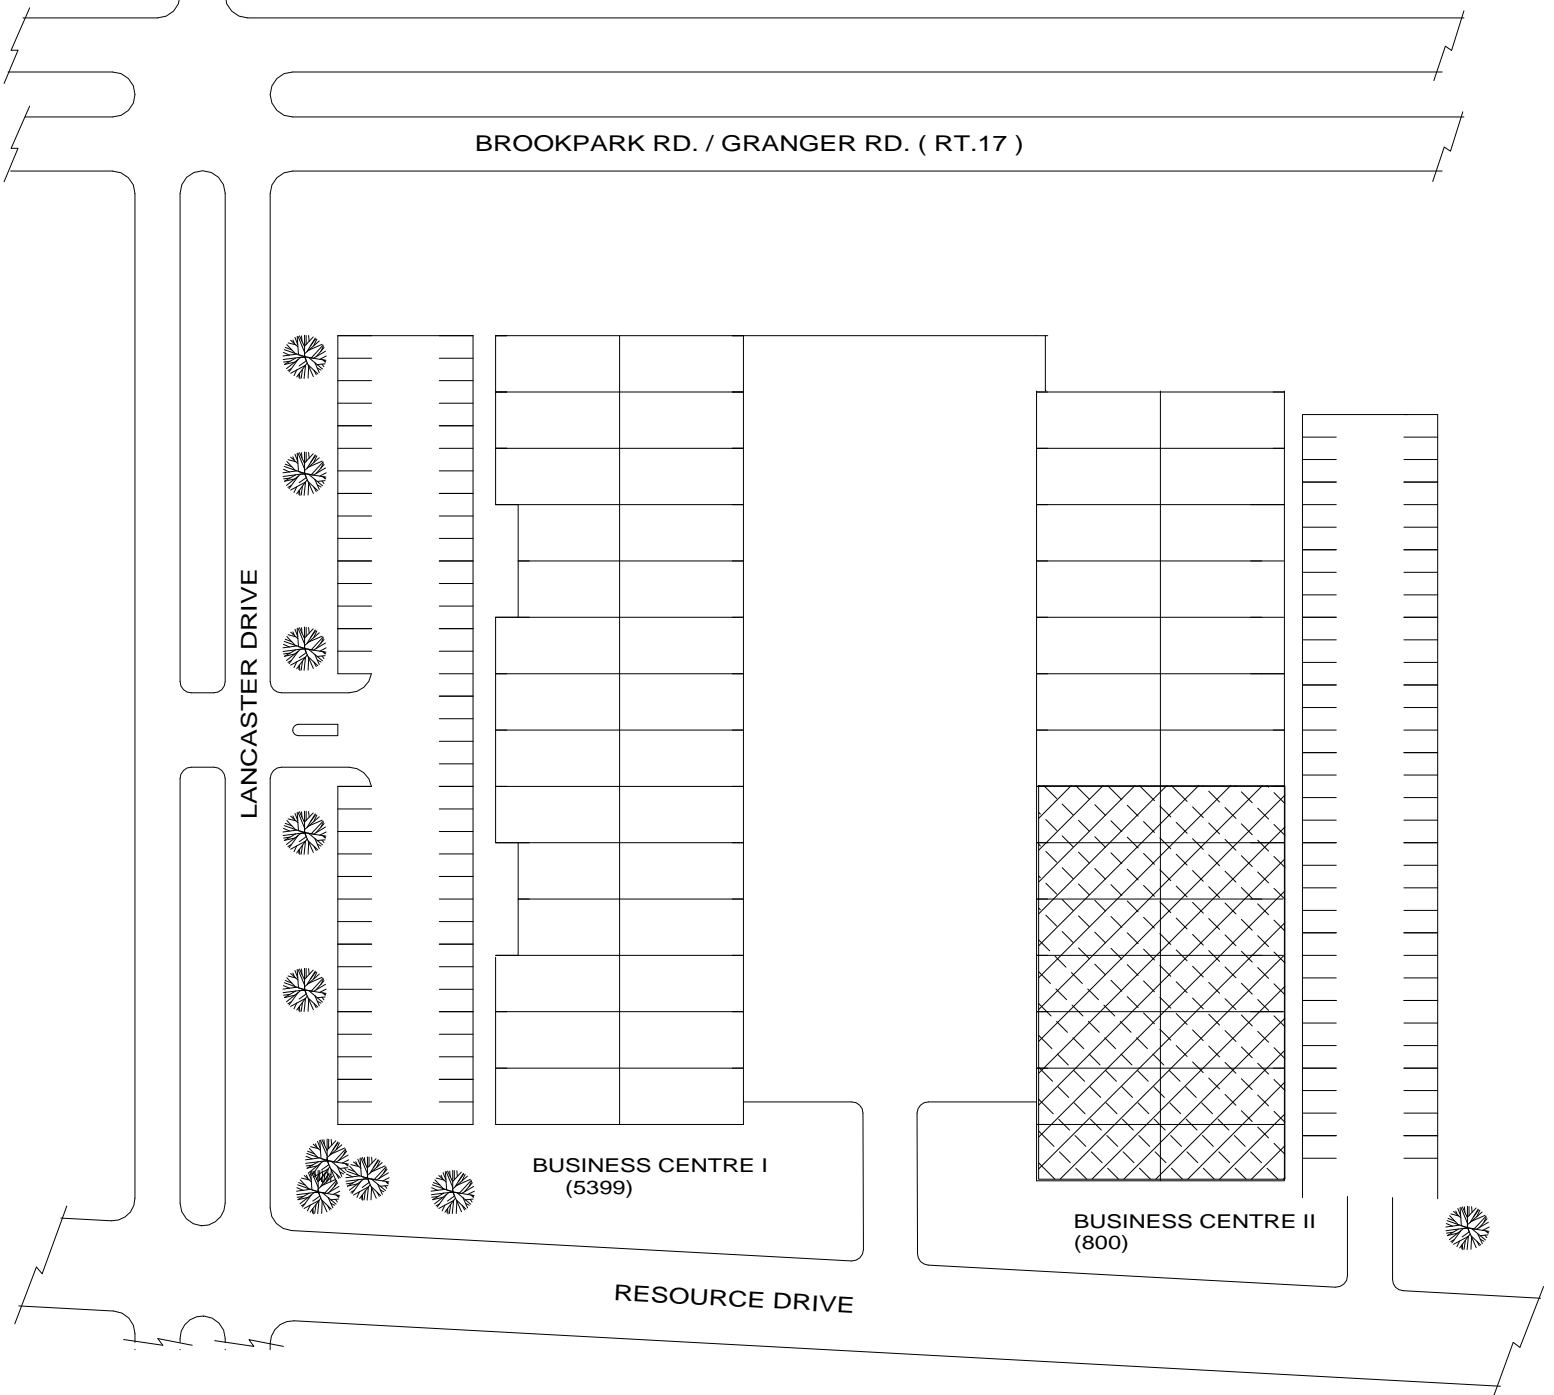 BROOKPARK RD. / GRANGER RD. ( RT.17 )
LANCASTER DRIVE
BUSINESS CENTRE I
(5399)
BUSINESS CENTRE II
(800)
RESOURCE DRIVE